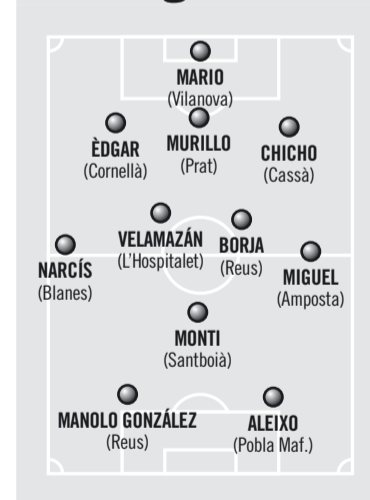 MARIO
(Vilanova)
ÈDGAR
(Cornellà)
MURILLO
(Prat)
CHICHO
(Cassà)
VELAMAZÁN
(L'Hospitalet)
BORJA
(Reus)
NARCÍS
(Blanes)
MIGUEL
(Amposta)
MONTI
(Santboià)
MANOLO GONZÁLEZ
(Reus)
ALEIXO
(Pobla Maf.)